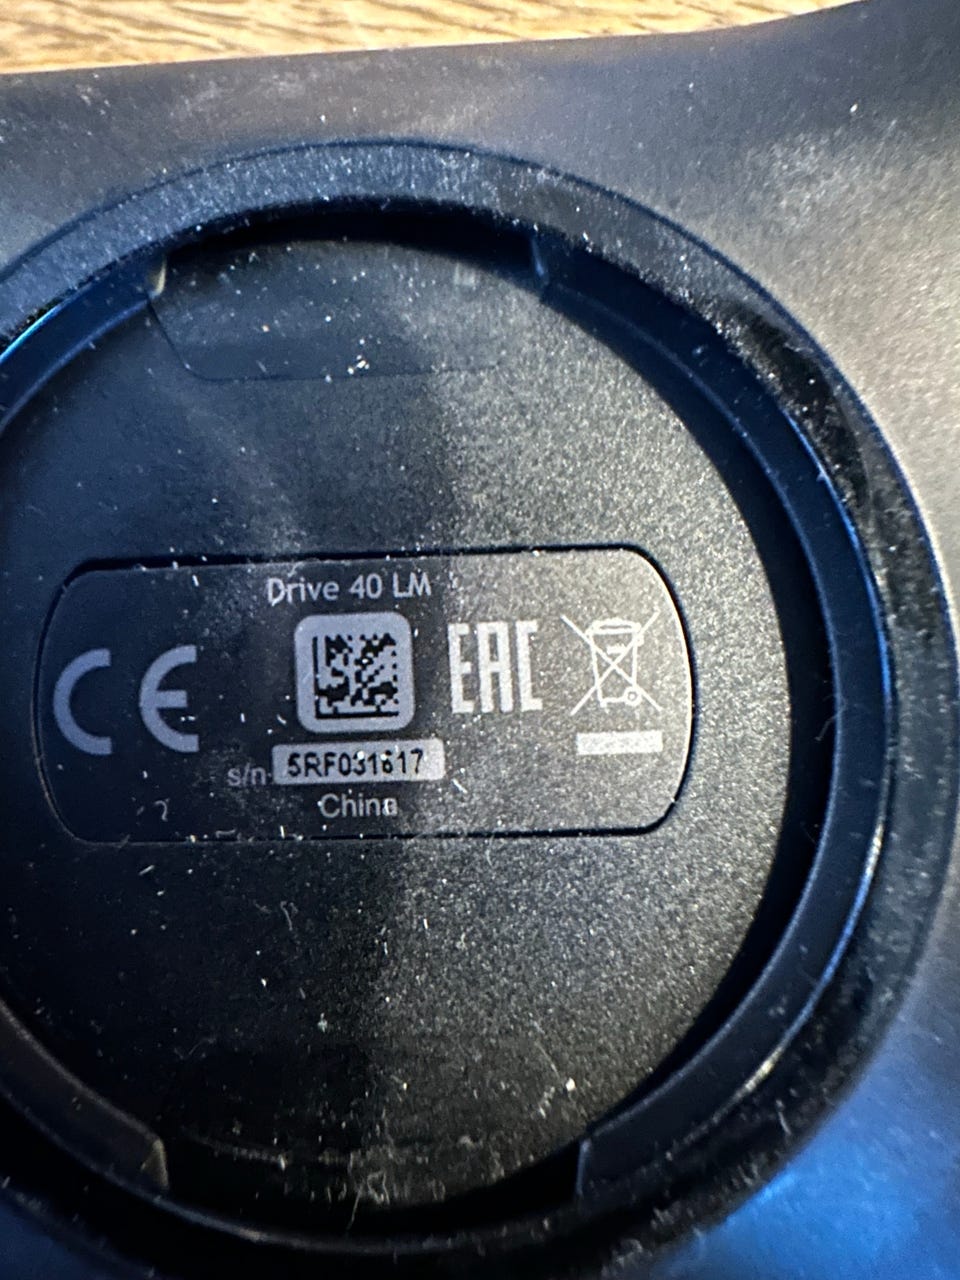 Drive 40 LM
CE
EAC
s/n 5RF031617
China